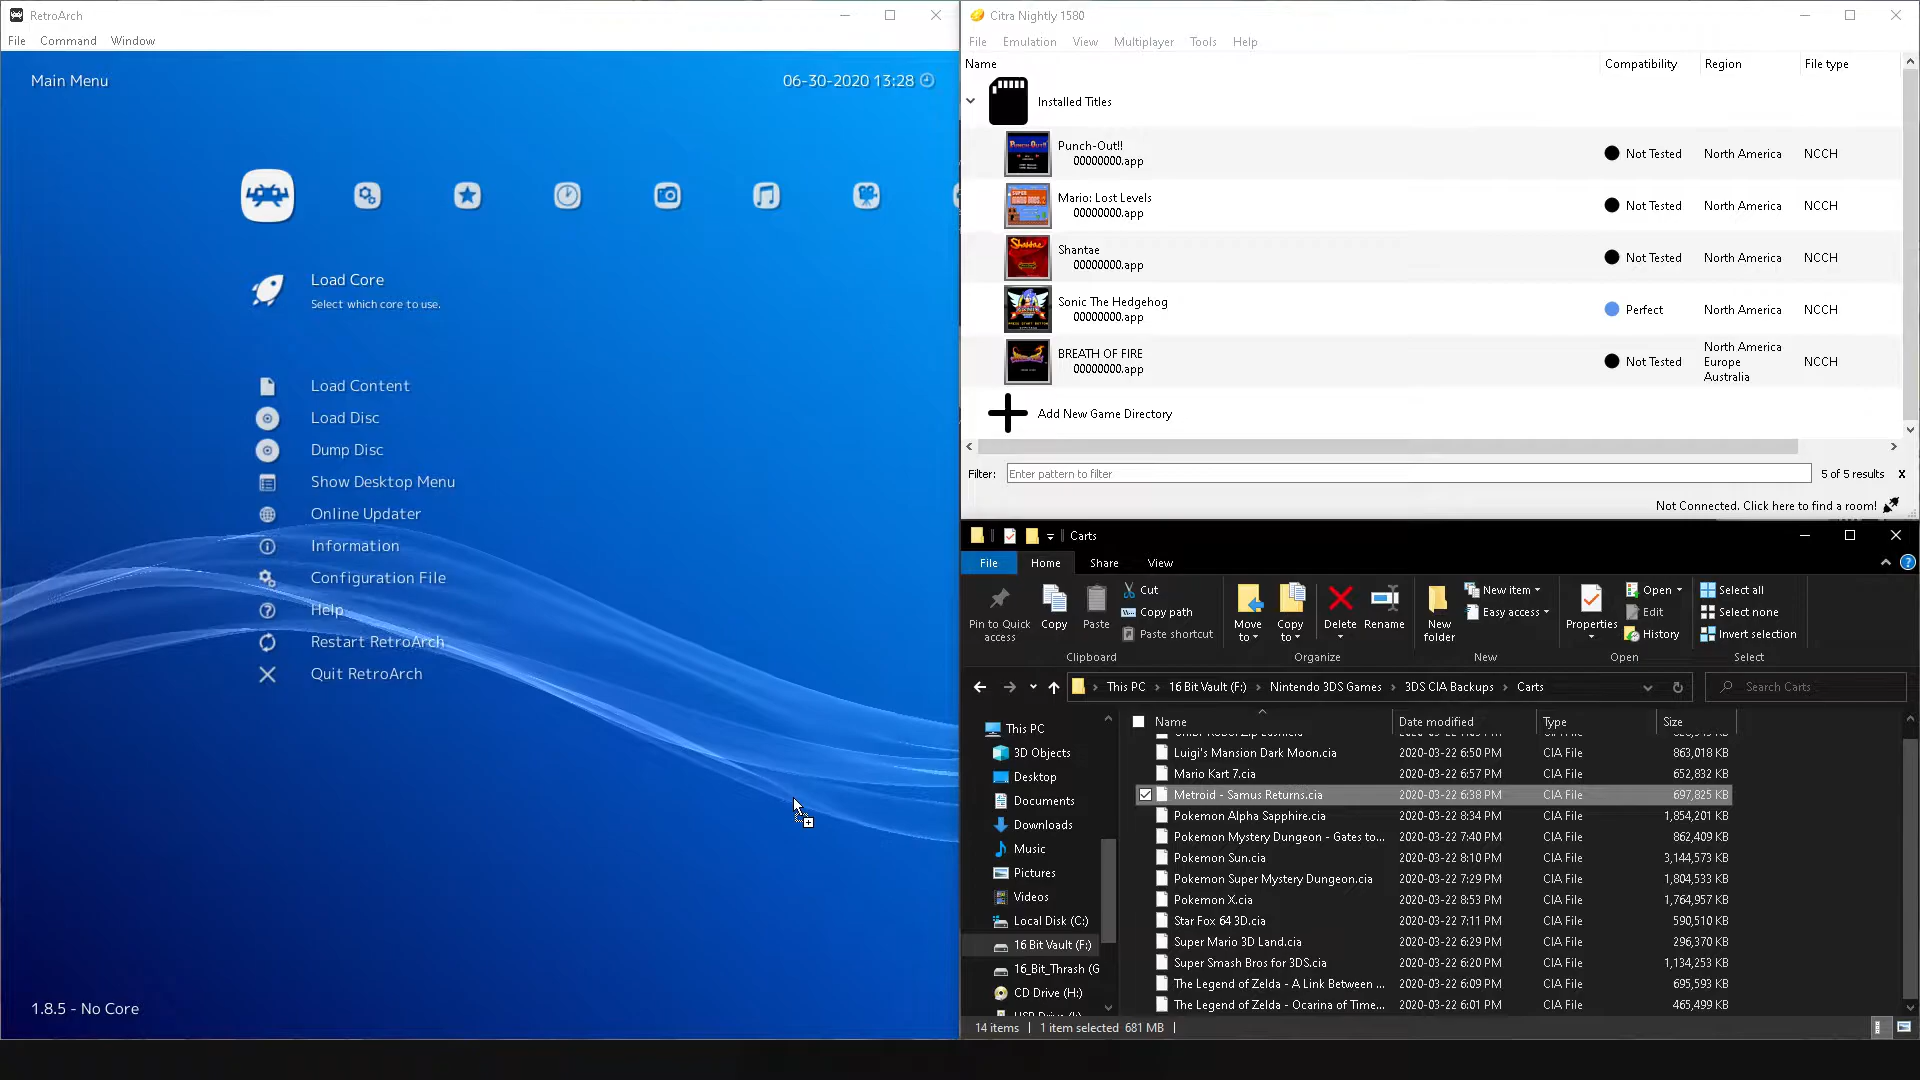 RetroArch
File Command Window
Main Menu
06-30-2020 13:28
Load Core
Select which core to use.
Load Content
Load Disc
Dump Disc
Show Desktop Menu
Online Updater
Information
Configuration File
Help
Restart RetroArch
Quit RetroArch
1.8.5 - No Core
Citra Nightly 1580
File Emulation View Multiplayer Tools Help
Name Compatibility Region File type
Installed Titles
Punch-Out!!
00000000.app
Not Tested North America NCCH
Mario: Lost Levels
00000000.app
Not Tested North America NCCH
Shantae
00000000.app
Not Tested North America NCCH
Sonic The Hedgehog
00000000.app
Perfect North America NCCH
BREATH OF FIRE
00000000.app
Not Tested
North America
Europe
Australia
NCCH
Add New Game Directory
Filter: Enter pattern to filter 5 of 5 results X
Not Connected. Click here to find a room!
Carts
File Home Share View
Pin to Quick access
Copy
Paste
Cut
Copy path
Paste shortcut
Clipboard
Move to
Copy to
Delete
Rename
Organize
New folder
New item
Easy access
New
Properties
Open
Edit
History
Open
Select all
Select none
Invert selection
Select
This PC 16 Bit Vault (F:) Nintendo 3DS Games 3DS CIA Backups Carts
Search Carts
This PC
3D Objects
Desktop
Documents
Downloads
Music
Pictures
Videos
Local Disk (C:)
16 Bit Vault (F:)
16_Bit_Thrash (G
CD Drive (H:)
Name Date modified Type Size
Luigi's Mansion Dark Moon.cia 2020-03-22 6:50 PM CIA File 863,018 KB
Mario Kart 7.cia 2020-03-22 6:57 PM CIA File 652,832 KB
Metroid - Samus Returns.cia 2020-03-22 6:38 PM CIA File 697,825 KB
Pokemon Alpha Sapphire.cia 2020-03-22 8:34 PM CIA File 1,854,201 KB
Pokemon Mystery Dungeon - Gates to... 2020-03-22 7:40 PM CIA File 862,409 KB
Pokemon Sun.cia 2020-03-22 8:10 PM CIA File 3,144,573 KB
Pokemon Super Mystery Dungeon.cia 2020-03-22 7:29 PM CIA File 1,804,533 KB
Pokemon X.cia 2020-03-22 8:53 PM CIA File 1,764,957 KB
Star Fox 64 3D.cia 2020-03-22 7:11 PM CIA File 590,510 KB
Super Mario 3D Land.cia 2020-03-22 6:29 PM CIA File 296,370 KB
Super Smash Bros for 3DS.cia 2020-03-22 6:20 PM CIA File 1,134,253 KB
The Legend of Zelda - A Link Between ... 2020-03-22 6:09 PM CIA File 695,593 KB
The Legend of Zelda - Ocarina of Time... 2020-03-22 6:01 PM CIA File 465,499 KB
14 items 1 item selected 681 MB